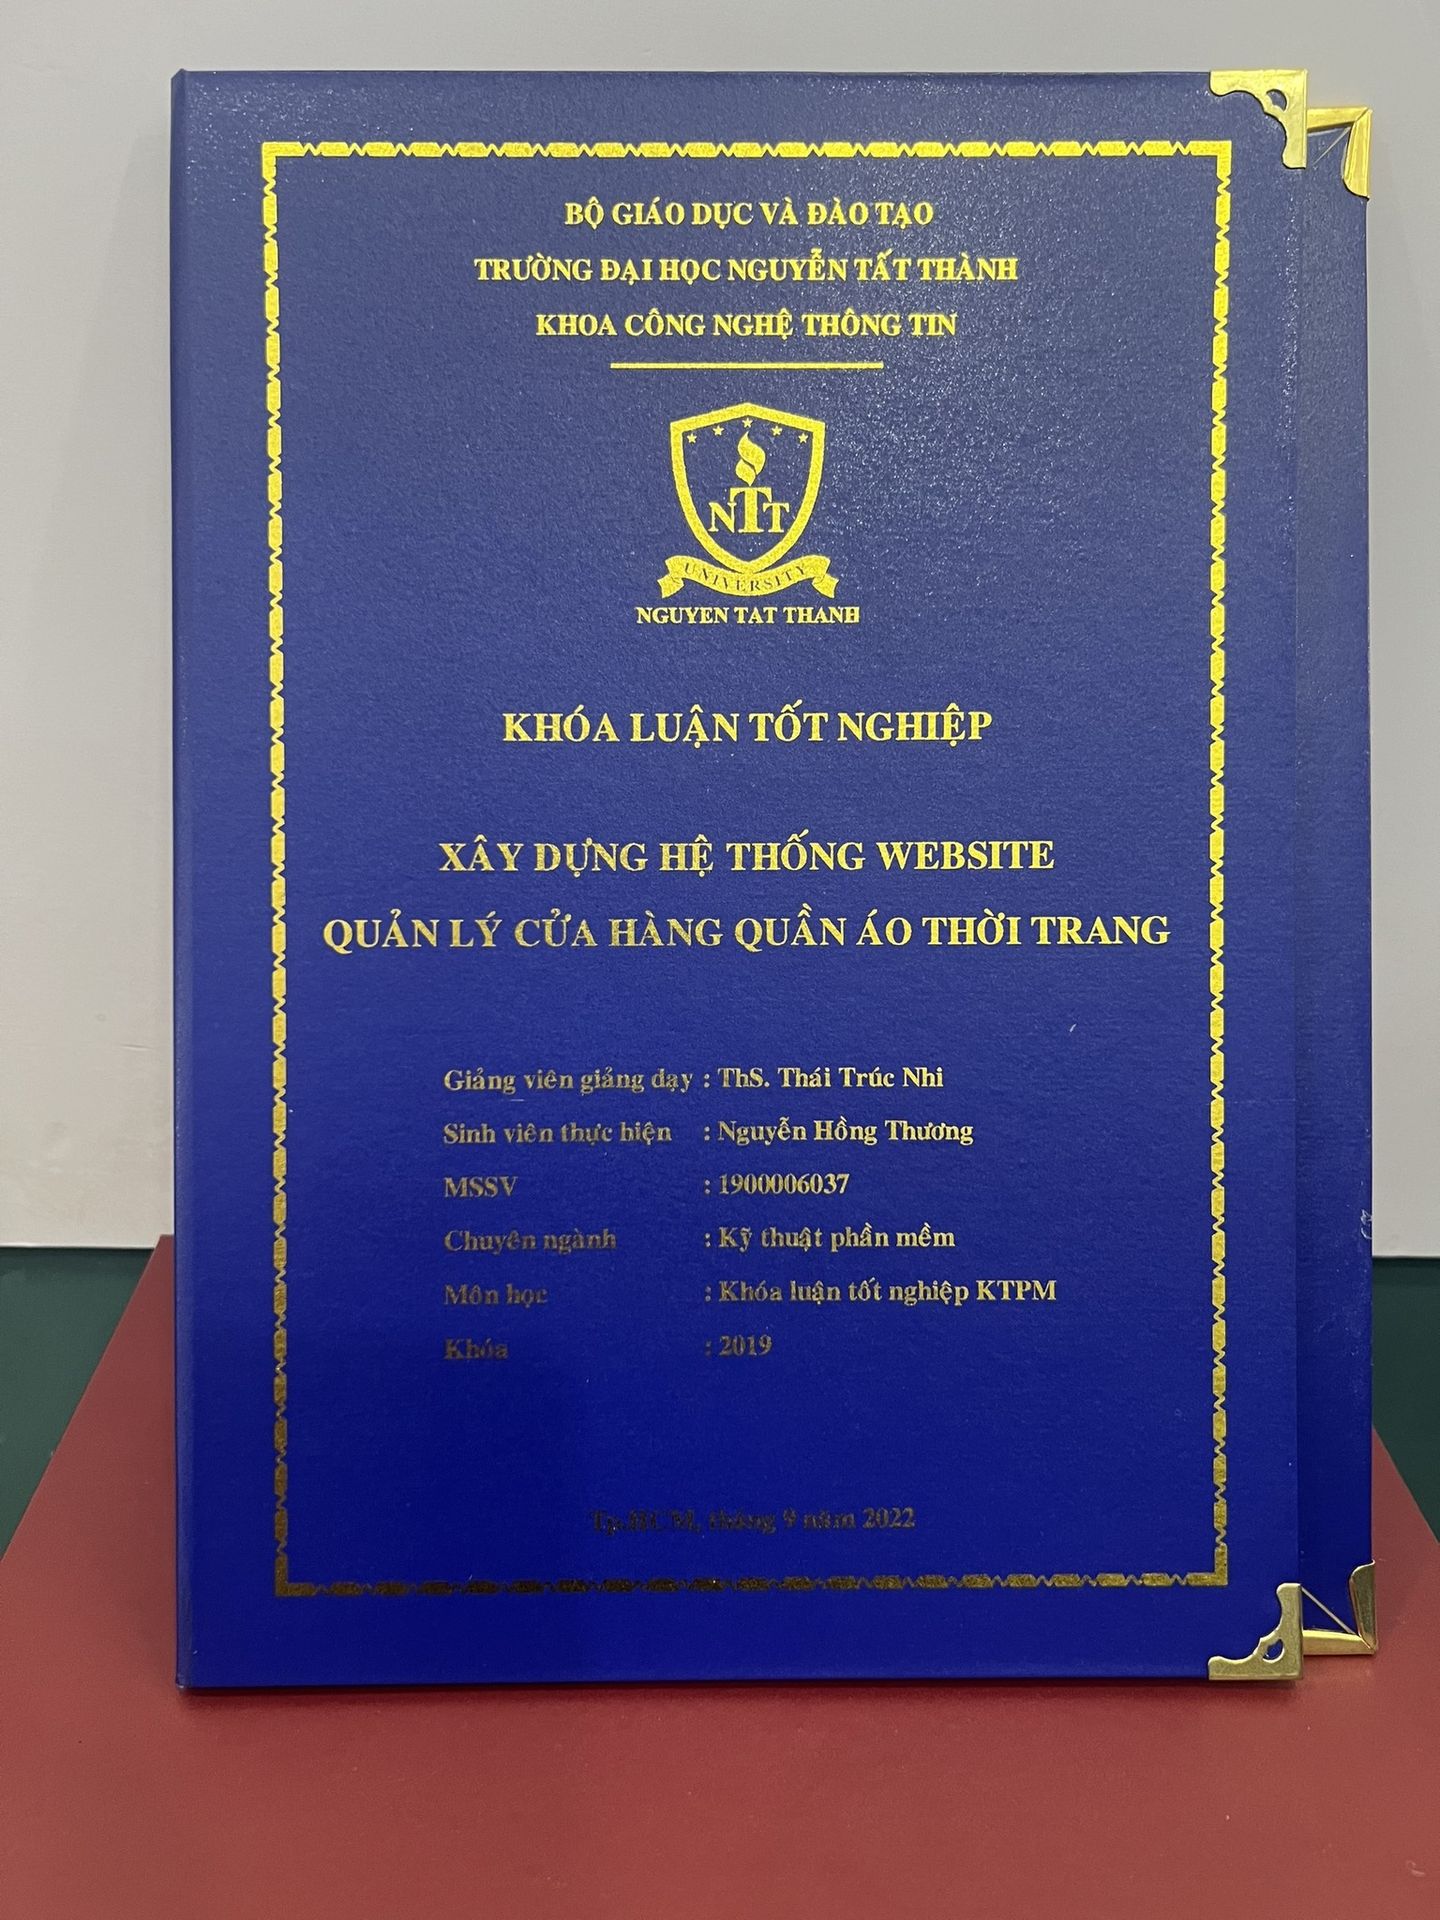 BỘ GIÁO DỤC VÀ ĐÀO TẠO
TRƯỜNG ĐẠI HỌC NGUYỄN TẤT THÀNH
KHOA CÔNG NGHỆ THÔNG TIN
NTT
UNIVERSITY
NGUYEN TAT THANH
KHÓA LUẬN TỐT NGHIỆP
XÂY DỰNG HỆ THỐNG WEBSITE
QUẢN LÝ CỬA HÀNG QUẦN ÁO THỜI TRANG
Giảng viên giảng dạy : ThS. Thái Trúc Nhi
Sinh viên thực hiện : Nguyễn Hồng Thương
MSSV : 1900006037
Chuyên ngành : Kỹ thuật phần mềm
Môn học : Khóa luận tốt nghiệp KTPM
Khóa : 2019
Tp.HCM, tháng 9 năm 2022